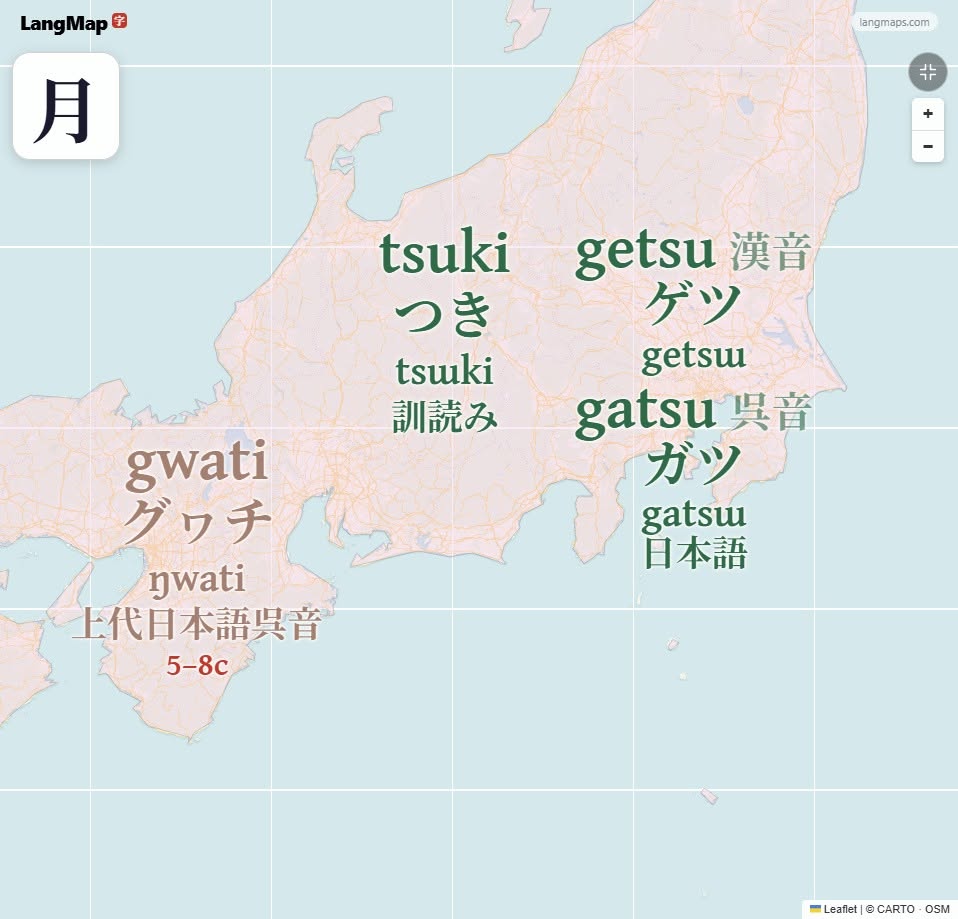 LangMap 字
langmaps.com
月
+
−
tsuki
つき
tsɯki
訓読み
getsu 漢音
ゲツ
getsɯ
gatsu 呉音
ガツ
gatsɯ
日本語
gwati
グヮチ
ŋwati
上代日本語呉音
5–8c
Leaflet | © CARTO · OSM